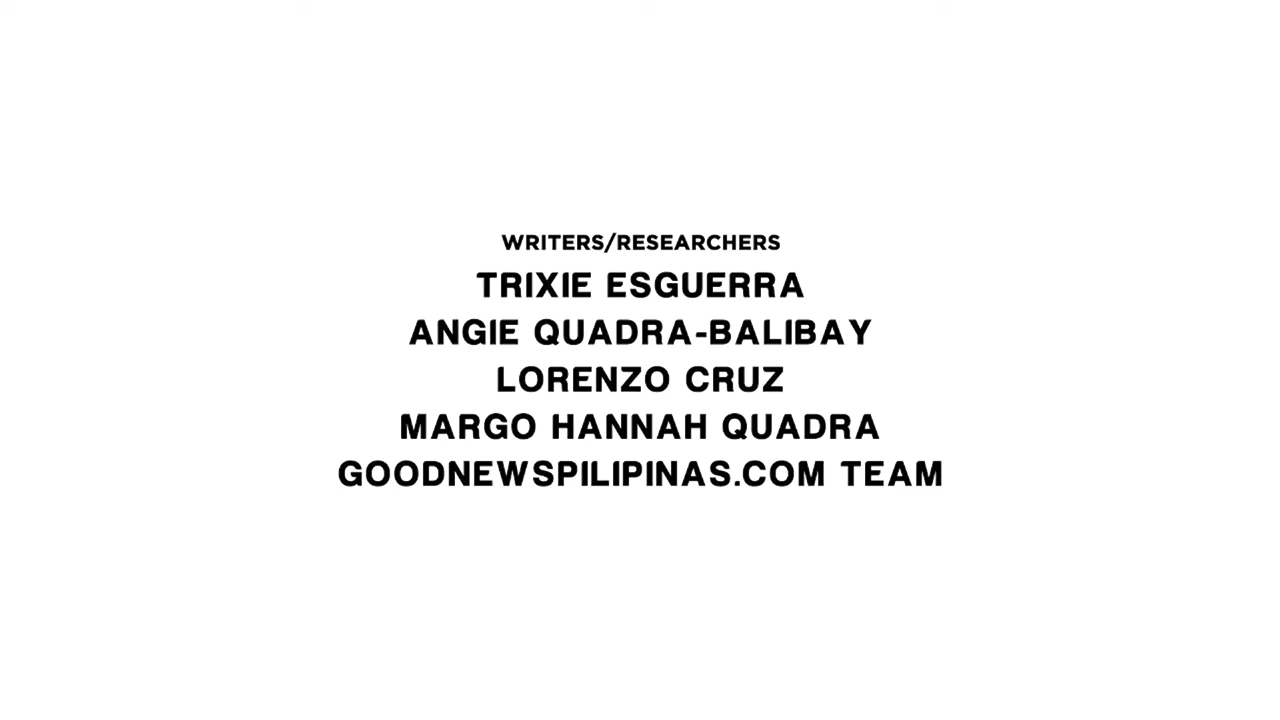 WRITERS/RESEARCHERS
TRIXIE ESGUERRA
ANGIE QUADRA-BALIBAY
LORENZO CRUZ
MARGO HANNAH QUADRA
GOODNEWSPILIPINAS.COM TEAM